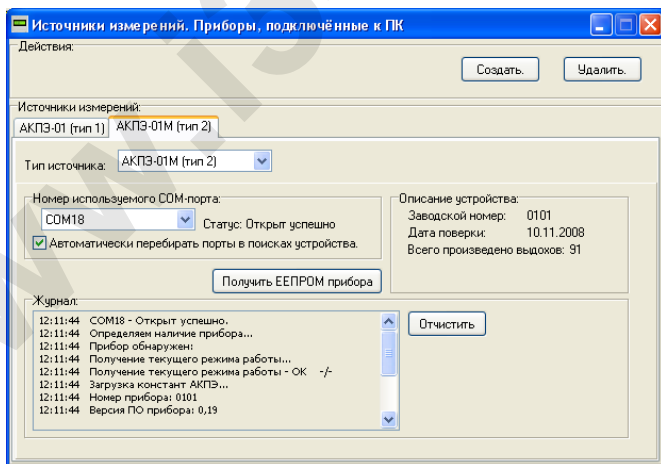 Источники измерений. Приборы, подключённые к ПК
Действия:
Создать.
Удалить.
Источники измерений:
АКПЭ-01 (тип 1)
АКПЭ-01М (тип 2)
Тип источника:
АКПЭ-01М (тип 2)
Номер используемого COM-порта:
COM18
Статус: Открыт успешно
Автоматически перебирать порты в поисках устройства.
Описание устройства:
Заводской номер: 0101
Дата поверки: 10.11.2008
Всего произведено выдохов: 91
Получить ЕЕПРОМ прибора
Журнал:
12:11:44 COM18 - Открыт успешно.
12:11:44 Определяем наличие прибора...
12:11:44 Прибор обнаружен:
12:11:44 Получение текущего режима работы...
12:11:44 Получение текущего режима работы - ОК -/-
12:11:44 Загрузка констант АКПЭ...
12:11:44 Номер прибора: 0101
12:11:44 Версия ПО прибора: 0,19
Отчистить